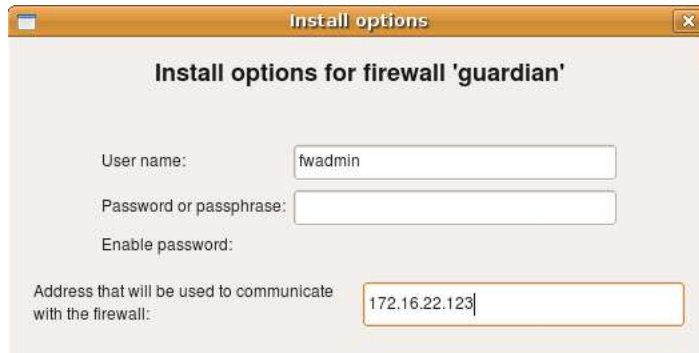 Install options
Install options for firewall 'guardian'
User name: fwadmin
Password or passphrase:
Enable password:
Address that will be used to communicate
with the firewall:
172.16.22.123